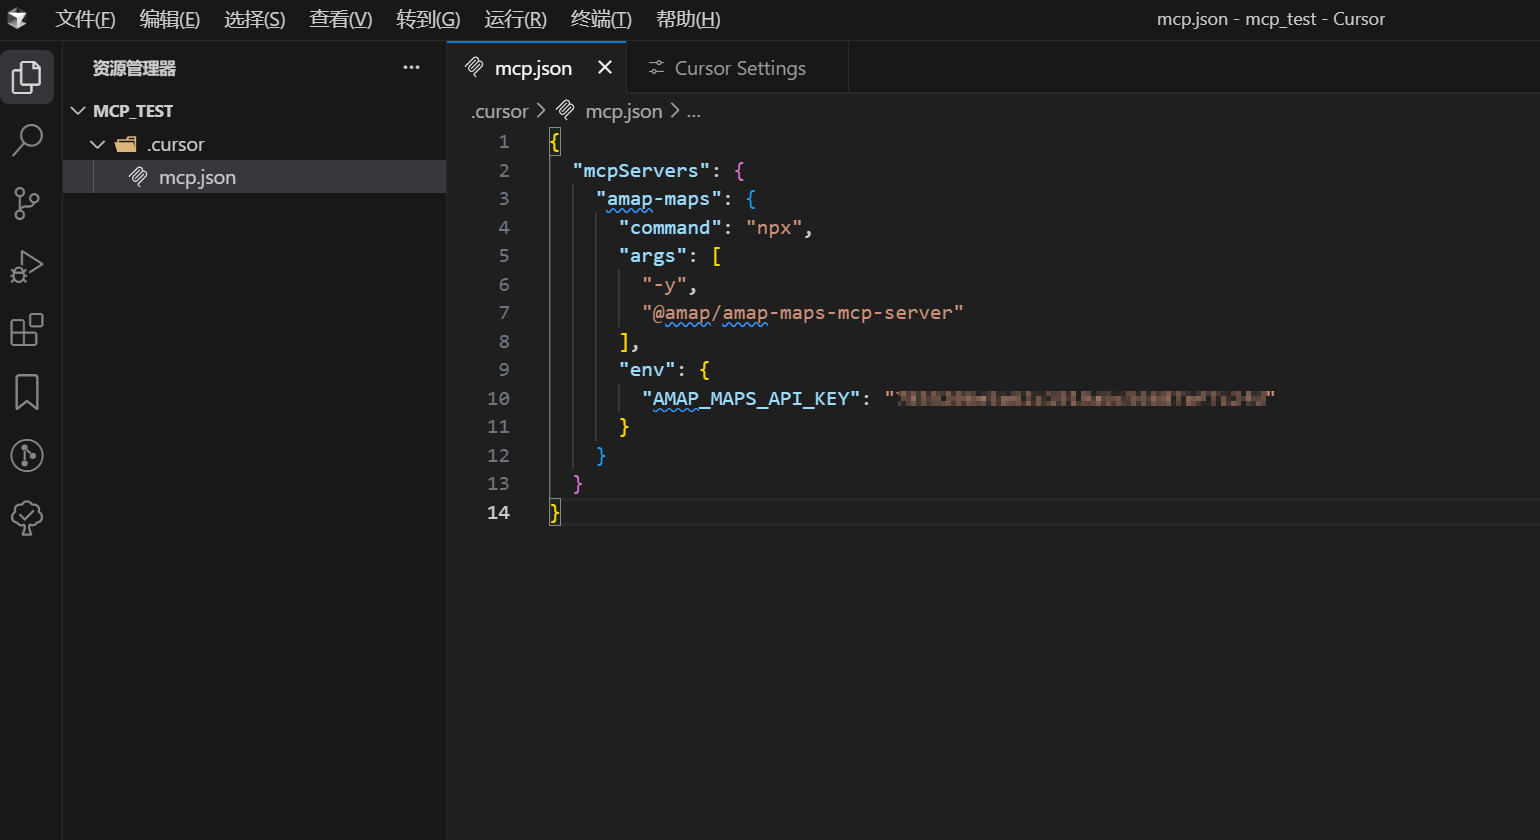 文件(F) 编辑(E) 选择(S) 查看(V) 转到(G) 运行(R) 终端(T) 帮助(H) mcp.json - mcp_test - Cursor
资源管理器 ···
MCP_TEST
.cursor
mcp.json
mcp.json Cursor Settings
.cursor > mcp.json > ...
1 {
2 "mcpServers": {
3 "amap-maps": {
4 "command": "npx",
5 "args": [
6 "-y",
7 "@amap/amap-maps-mcp-server"
8 ],
9 "env": {
10 "AMAP_MAPS_API_KEY": " "
11 }
12 }
13 }
14 }